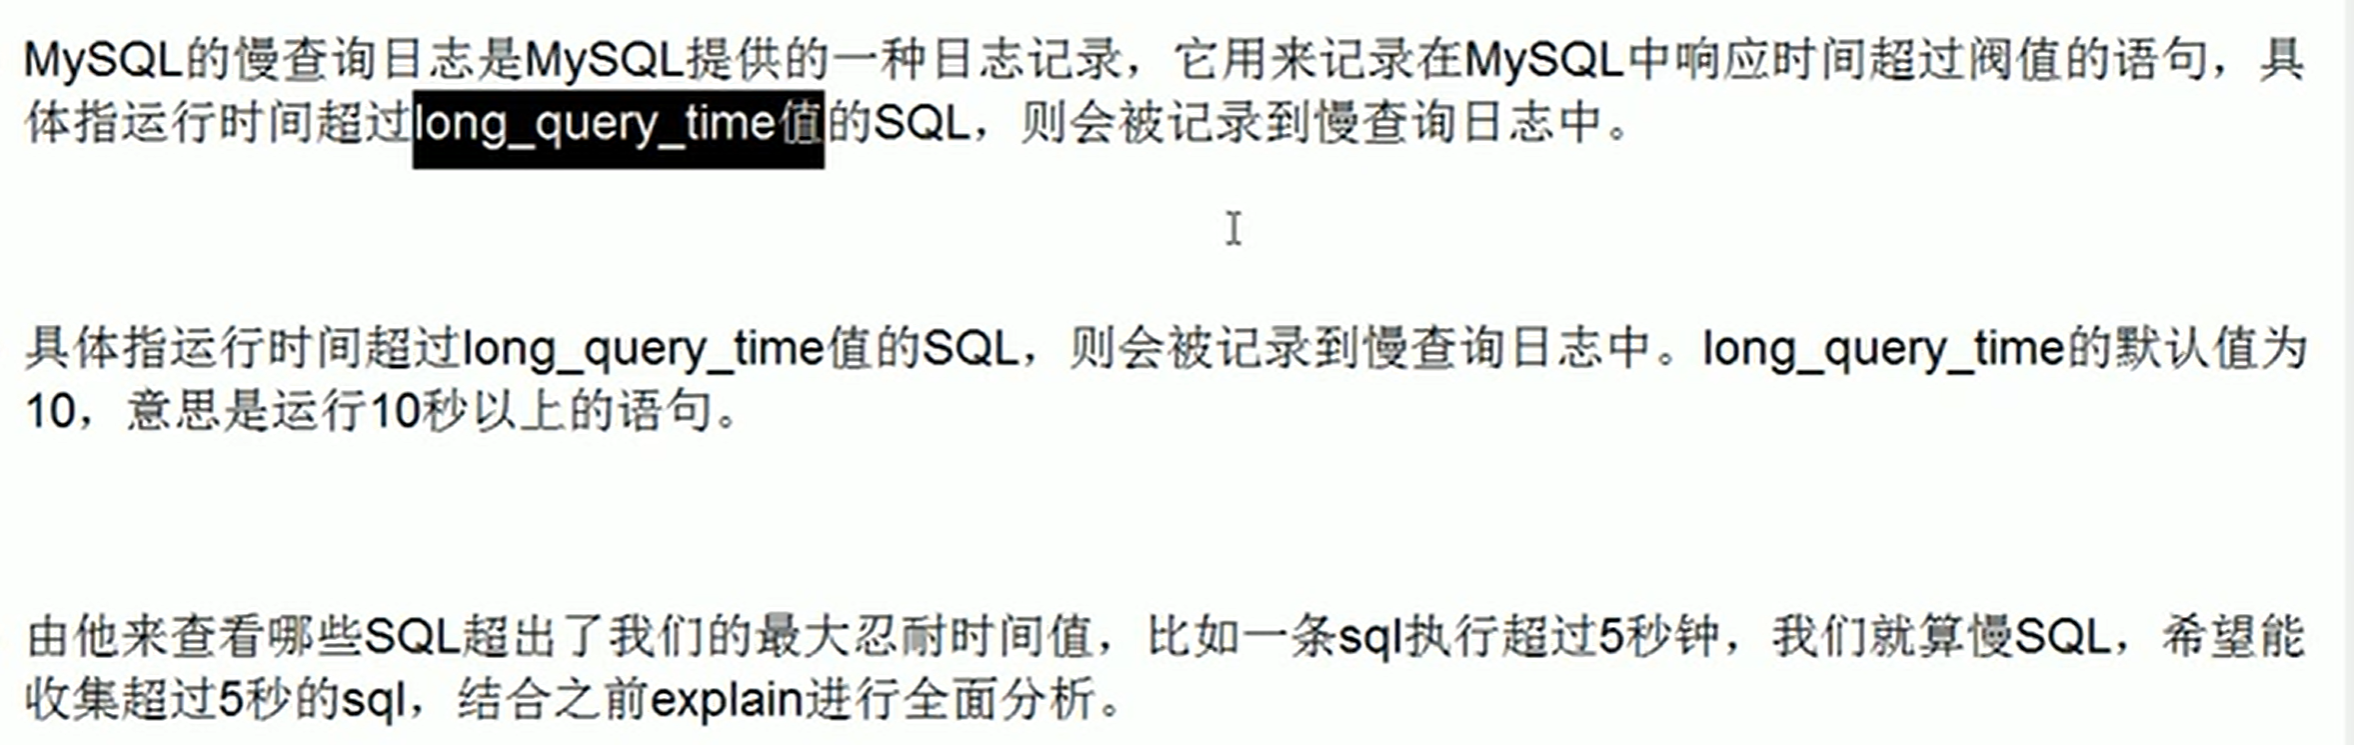 MySQL的慢查询日志是MySQL提供的一种日志记录，它用来记录在MySQL中响应时间超过阀值的语句，具
体指运行时间超过long_query_time值的SQL，则会被记录到慢查询日志中。
具体指运行时间超过long_query_time值的SQL，则会被记录到慢查询日志中。long_query_time的默认值为
10，意思是运行10秒以上的语句。
由他来查看哪些SQL超出了我们的最大忍耐时间值，比如一条sql执行超过5秒钟，我们就算慢SQL，希望能
收集超过5秒的sql，结合之前explain进行全面分析。